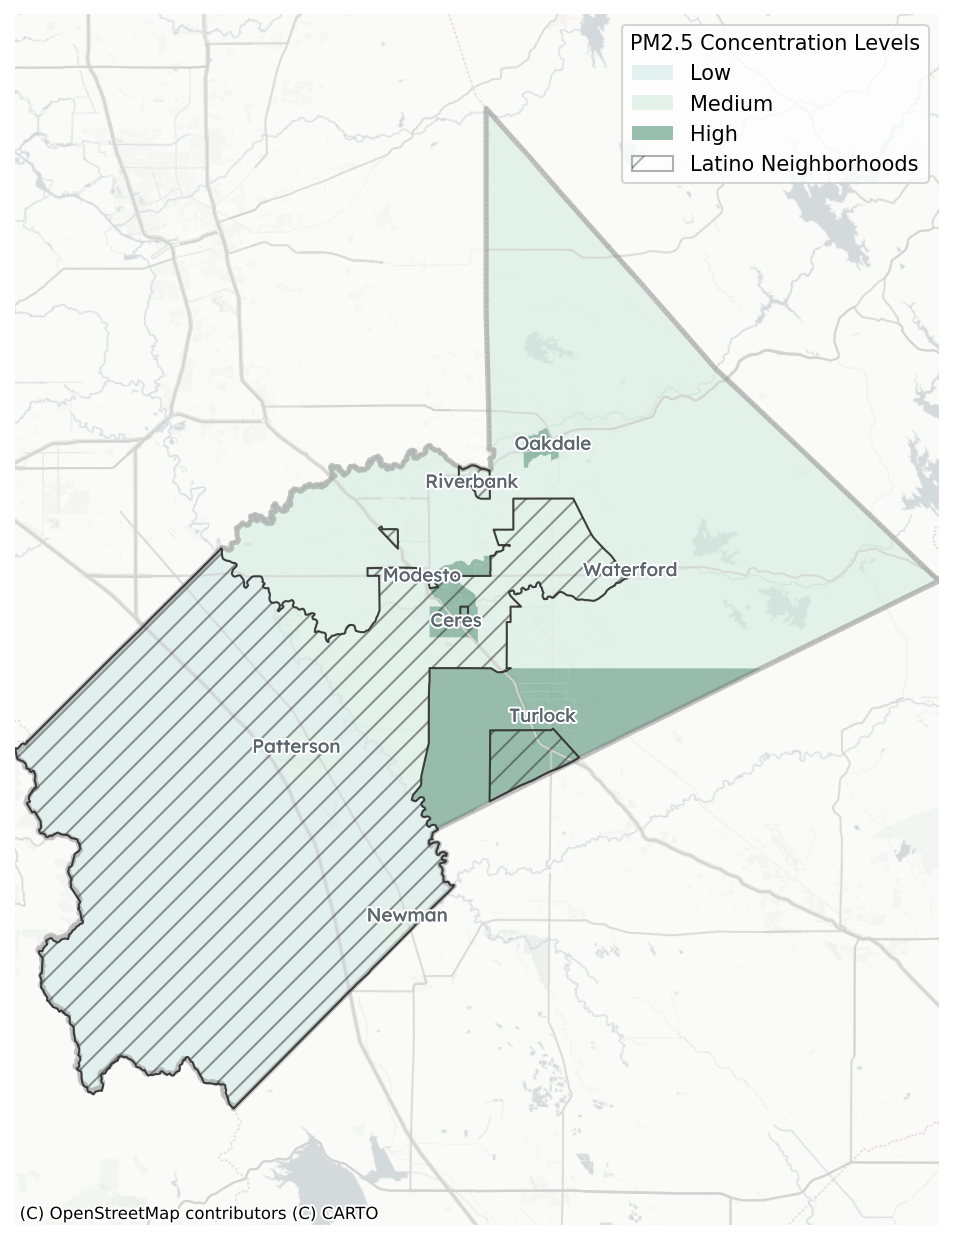 PM2.5 Concentration Levels
Low
Medium
High
Latino Neighborhoods
Oakdale
Riverbank
Modesto
Waterford
Ceres
Turlock
Patterson
Newman
(C) OpenStreetMap contributors (C) CARTO